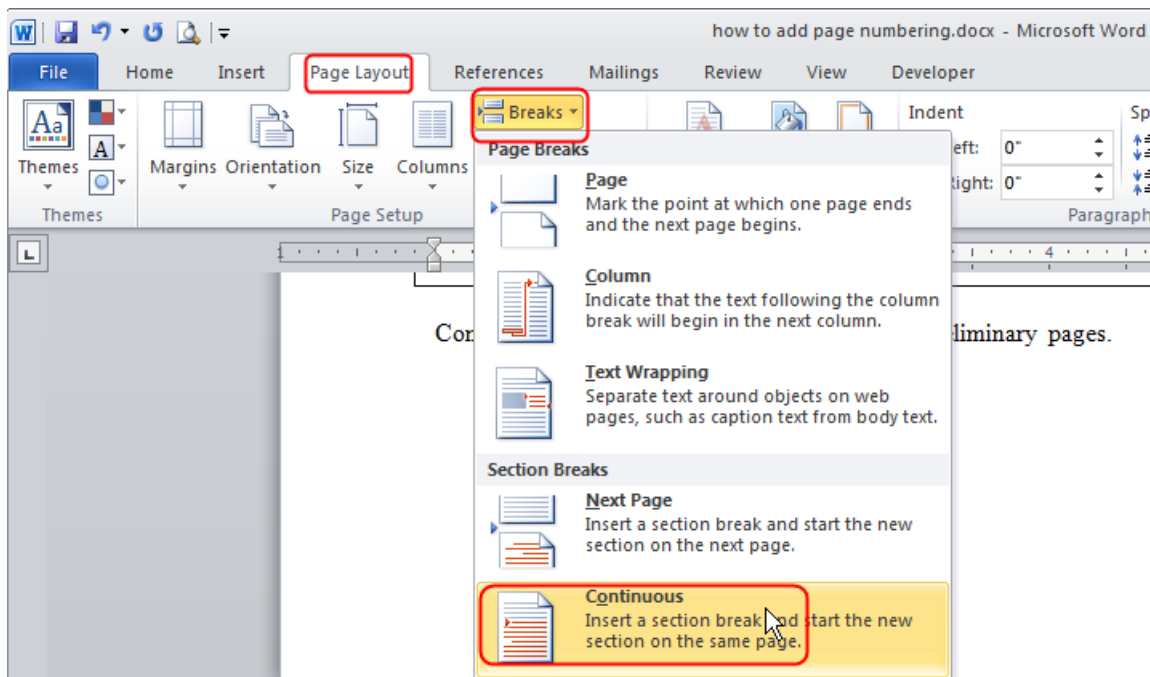 how to add page numbering.docx - Microsoft Word
File Home Insert Page Layout References Mailings Review View Developer
Breaks
Indent
Themes Margins Orientation Size Columns
Left: 0"
Right: 0"
Themes Page Setup Paragraph
Page Breaks
Page
Mark the point at which one page ends
and the next page begins.
Column
Indicate that the text following the column
break will begin in the next column.
4
Con liminary pages.
Text Wrapping
Separate text around objects on web
pages, such as caption text from body text.
Section Breaks
Next Page
Insert a section break and start the new
section on the next page.
Continuous
Insert a section break and start the new
section on the same page.